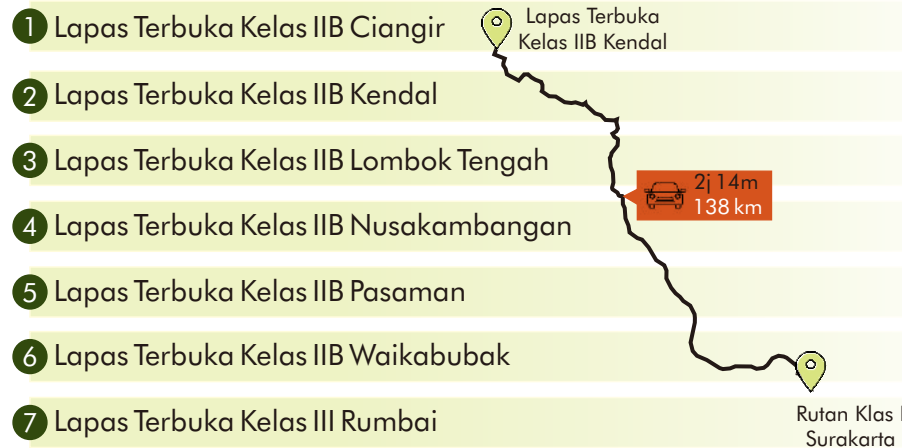 1 Lapas Terbuka Kelas IIB Ciangir
2 Lapas Terbuka Kelas IIB Kendal
3 Lapas Terbuka Kelas IIB Lombok Tengah
4 Lapas Terbuka Kelas IIB Nusakambangan
5 Lapas Terbuka Kelas IIB Pasaman
6 Lapas Terbuka Kelas IIB Waikabubak
7 Lapas Terbuka Kelas III Rumbai
Lapas Terbuka
Kelas IIB Kendal
2j 14m
138 km
Rutan Klas I
Surakarta